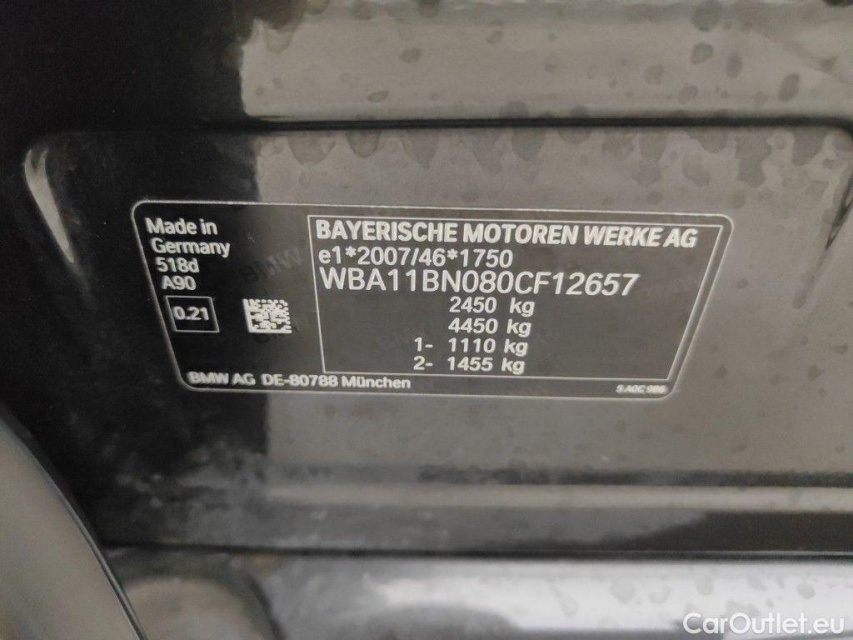 Made in
Germany
518d
A90
0.21
BMW AG DE-80788 München
BAYERISCHE MOTOREN WERKE AG
e1*2007/46*1750
WBA11BN080CF12657
2450 kg
4450 kg
1- 1110 kg
2- 1455 kg
CarOutlet.eu